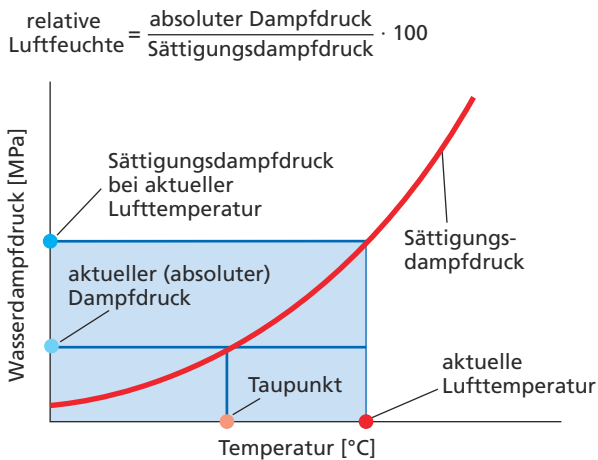 relative
Luftfeuchte = absoluter Dampfdruck / Sättigungsdampfdruck · 100
Wasserdampfdruck [MPa]
Sättigungsdampfdruck
bei aktueller
Lufttemperatur
Sättigungs-
dampfdruck
aktueller (absoluter)
Dampfdruck
Taupunkt
aktuelle
Lufttemperatur
Temperatur [°C]